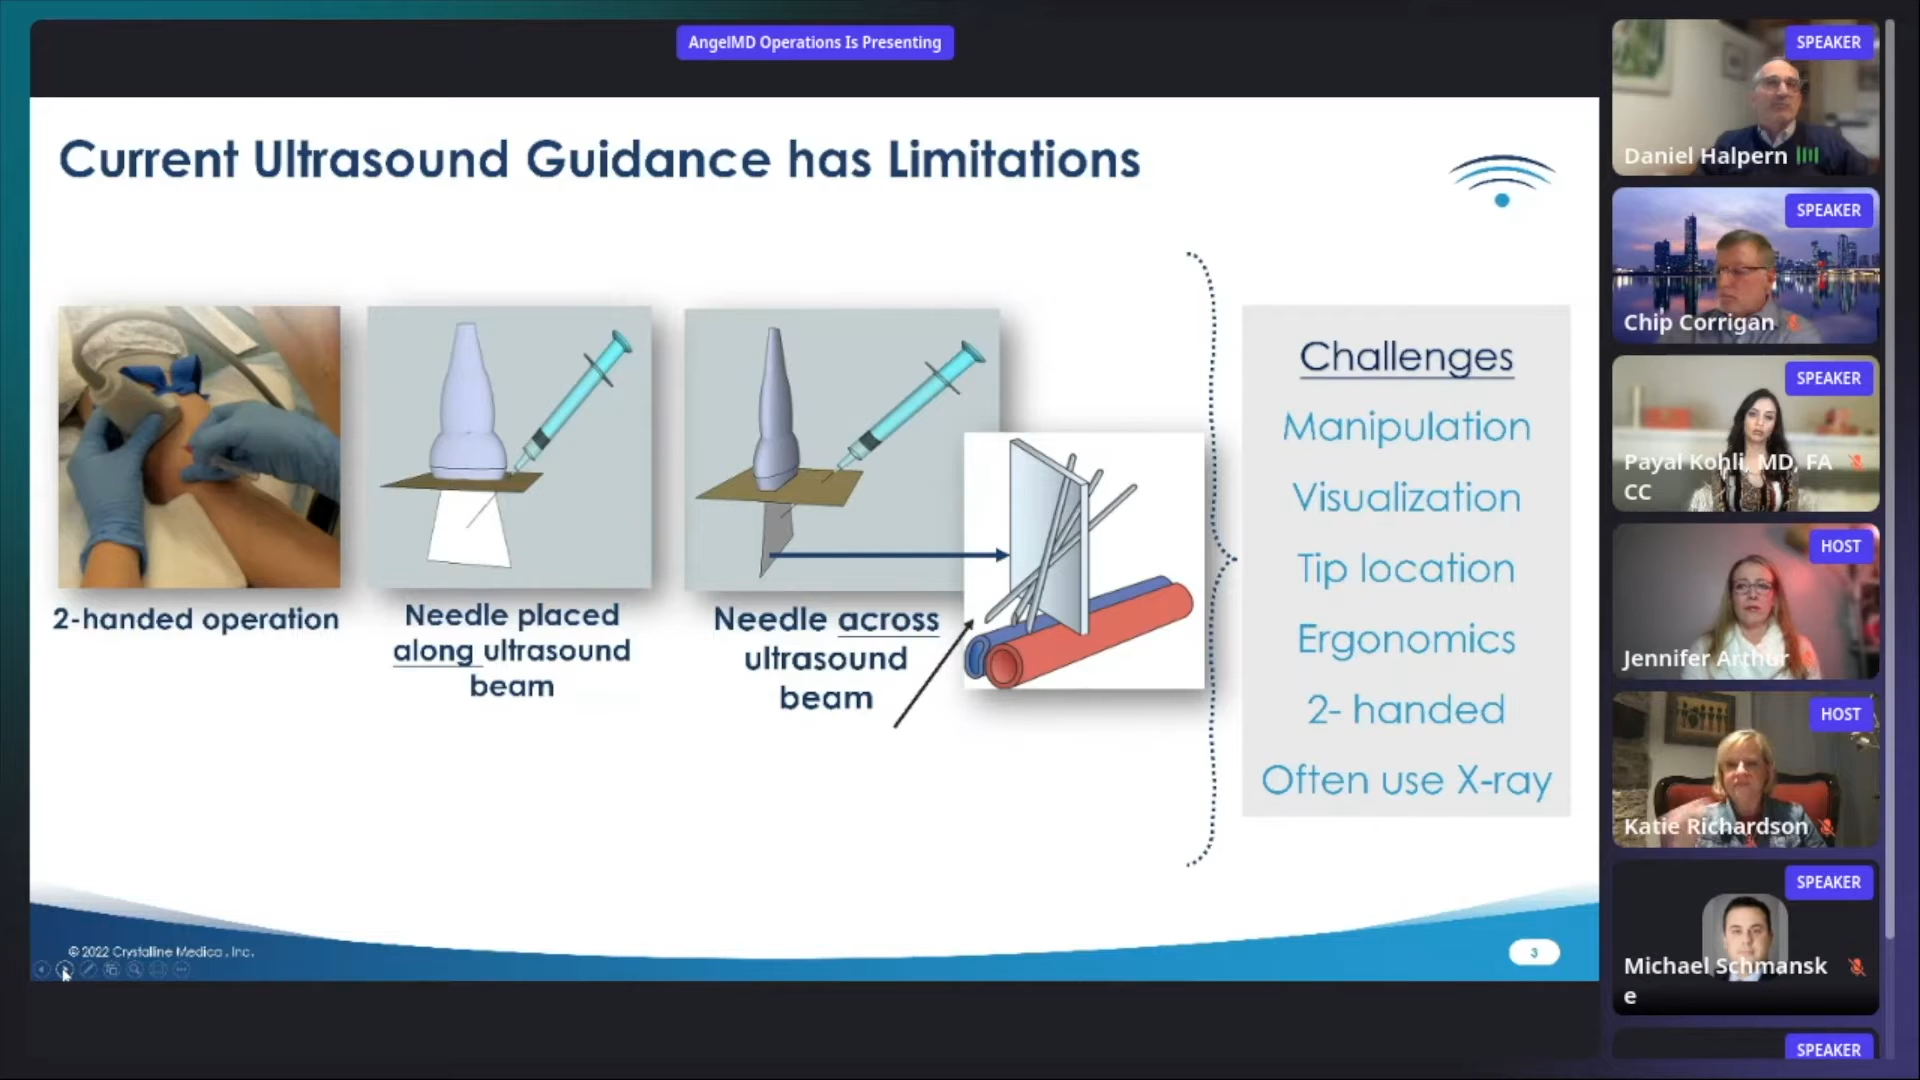 AngelMD Operations Is Presenting
Current Ultrasound Guidance has Limitations
2-handed operation
Needle placed
along ultrasound
beam
Needle across
ultrasound
beam
Challenges
Manipulation
Visualization
Tip location
Ergonomics
2- handed
Often use X-ray
© 2022 Crystalline Medica, Inc.
3
SPEAKER
Daniel Halpern
SPEAKER
Chip Corrigan
SPEAKER
Payal Kohli, MD, FA
CC
HOST
Jennifer Arthur
HOST
Katie Richardson
SPEAKER
Michael Schmansk
e
SPEAKER